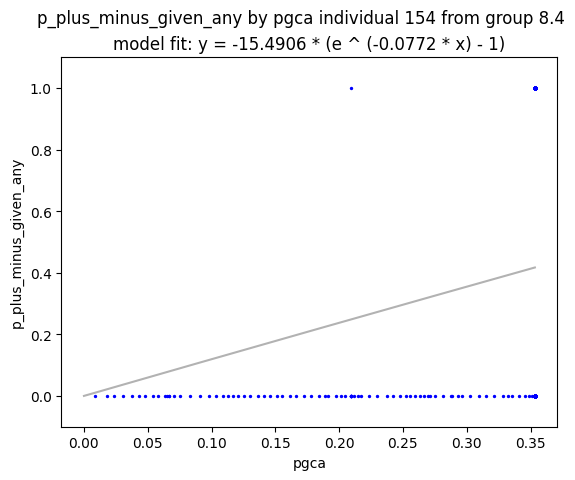 p_plus_minus_given_any by pgca individual 154 from group 8.4
model fit: y = -15.4906 * (e ^ (-0.0772 * x) - 1)
1.0
0.8
0.6
0.4
0.2
0.0
p_plus_minus_given_any
0.00 0.05 0.10 0.15 0.20 0.25 0.30 0.35
pgca